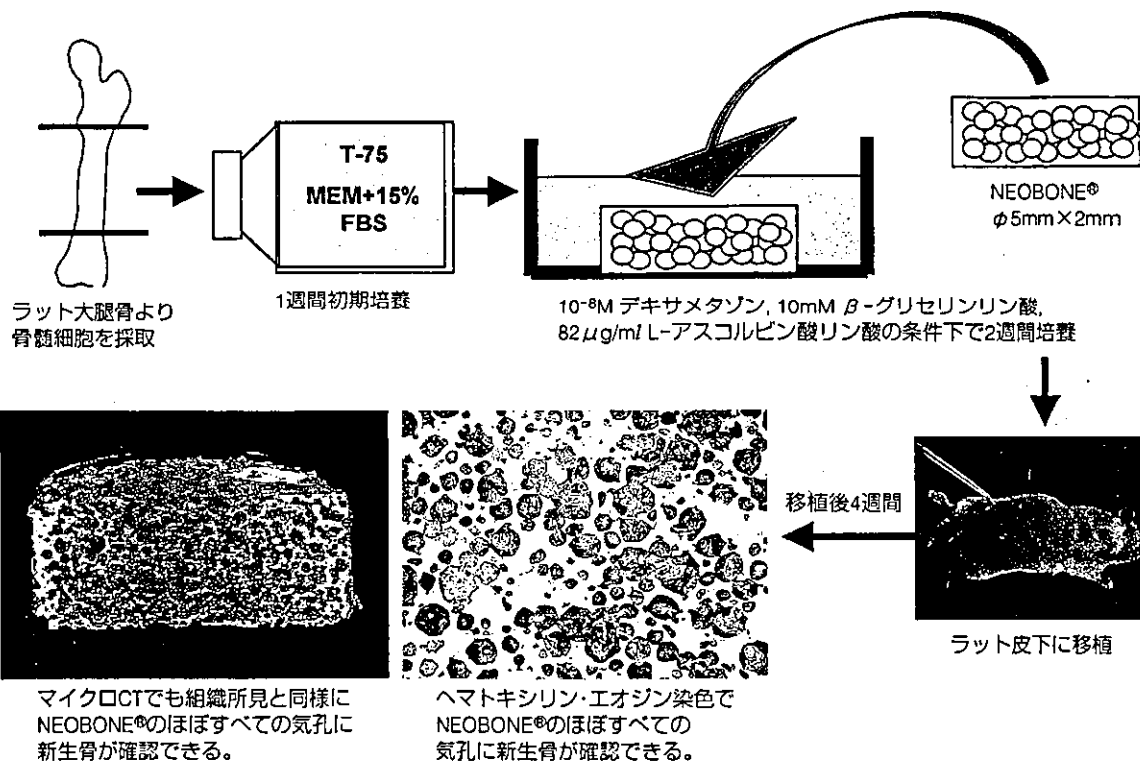 T-75
MEM+15%
FBS
NEOBONE®
φ5mm×2mm
ラット大腿骨より
骨髄細胞を採取
1週間初期培養
10⁻⁸M デキサメタゾン, 10mM β-グリセリンリン酸,
82μg/ml L-アスコルビン酸リン酸の条件下で2週間培養
移植後4週間
ラット皮下に移植
マイクロCTでも組織所見と同様に
NEOBONE®のほぼすべての気孔に
新生骨が確認できる。
ヘマトキシリン・エオジン染色で
NEOBONE®のほぼすべての
気孔に新生骨が確認できる。